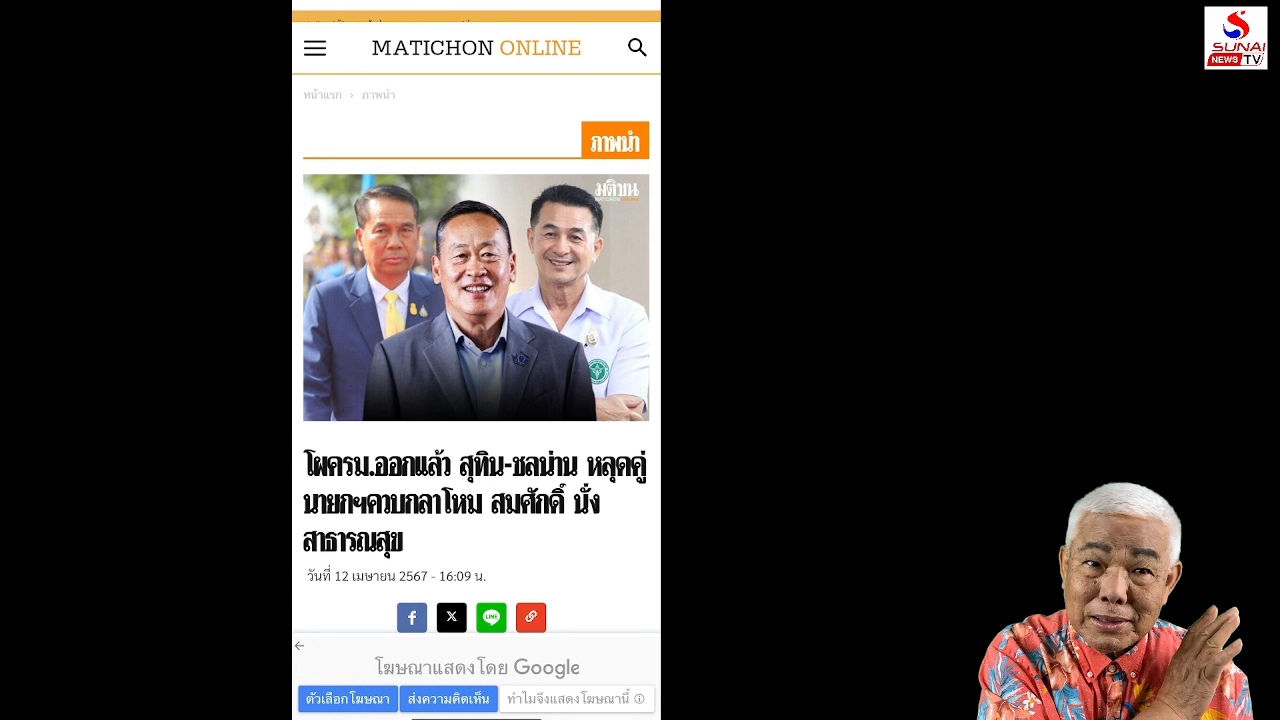 SUNAI
NEWS TV
MATICHON ONLINE
หน้าแรก › ภาพนำ
ภาพนำ
มติชน
MATICHON ONLINE
โผครม.ออกแล้ว สุทิน-ชลน่าน หลุดคู่
นายกฯควบกลาโหม สมศักดิ์ นั่ง
สาธารณสุข
วันที่ 12 เมษายน 2567 - 16:09 น.
LINE
โฆษณาแสดงโดย Google
ตัวเลือกโฆษณา ส่งความคิดเห็น ทำไมจึงแสดงโฆษณานี้